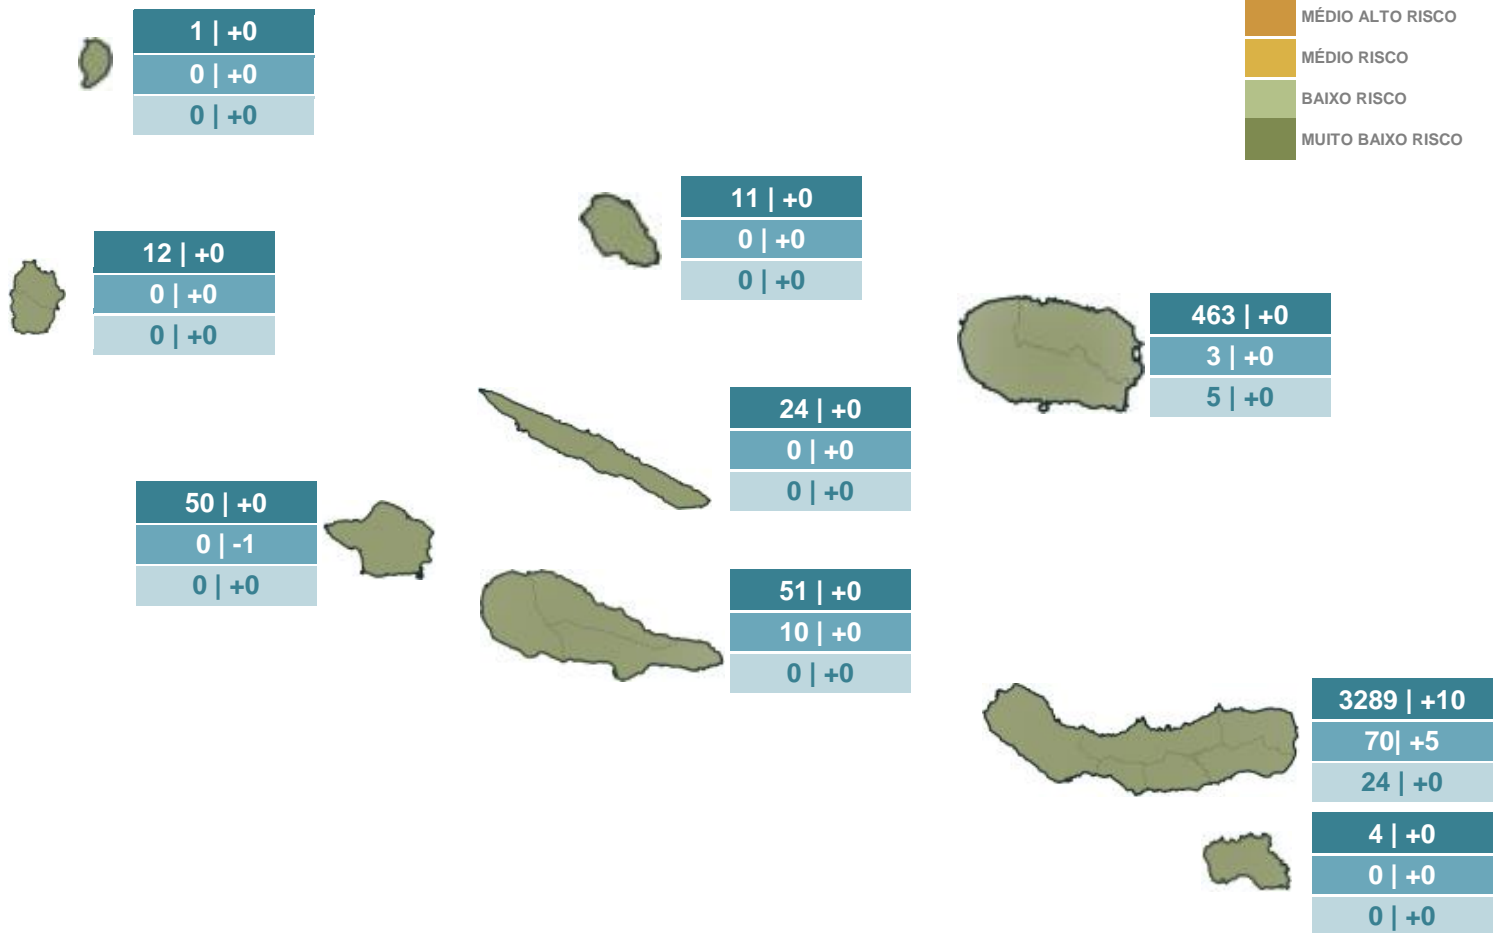 1 | +0
0 | +0
0 | +0
MÉDIO ALTO RISCO
MÉDIO RISCO
BAIXO RISCO
MUITO BAIXO RISCO
11 | +0
0 | +0
0 | +0
12 | +0
0 | +0
0 | +0
463 | +0
3 | +0
5 | +0
24 | +0
0 | +0
0 | +0
50 | +0
0 | -1
0 | +0
51 | +0
10 | +0
0 | +0
3289 | +10
70| +5
24 | +0
4 | +0
0 | +0
0 | +0